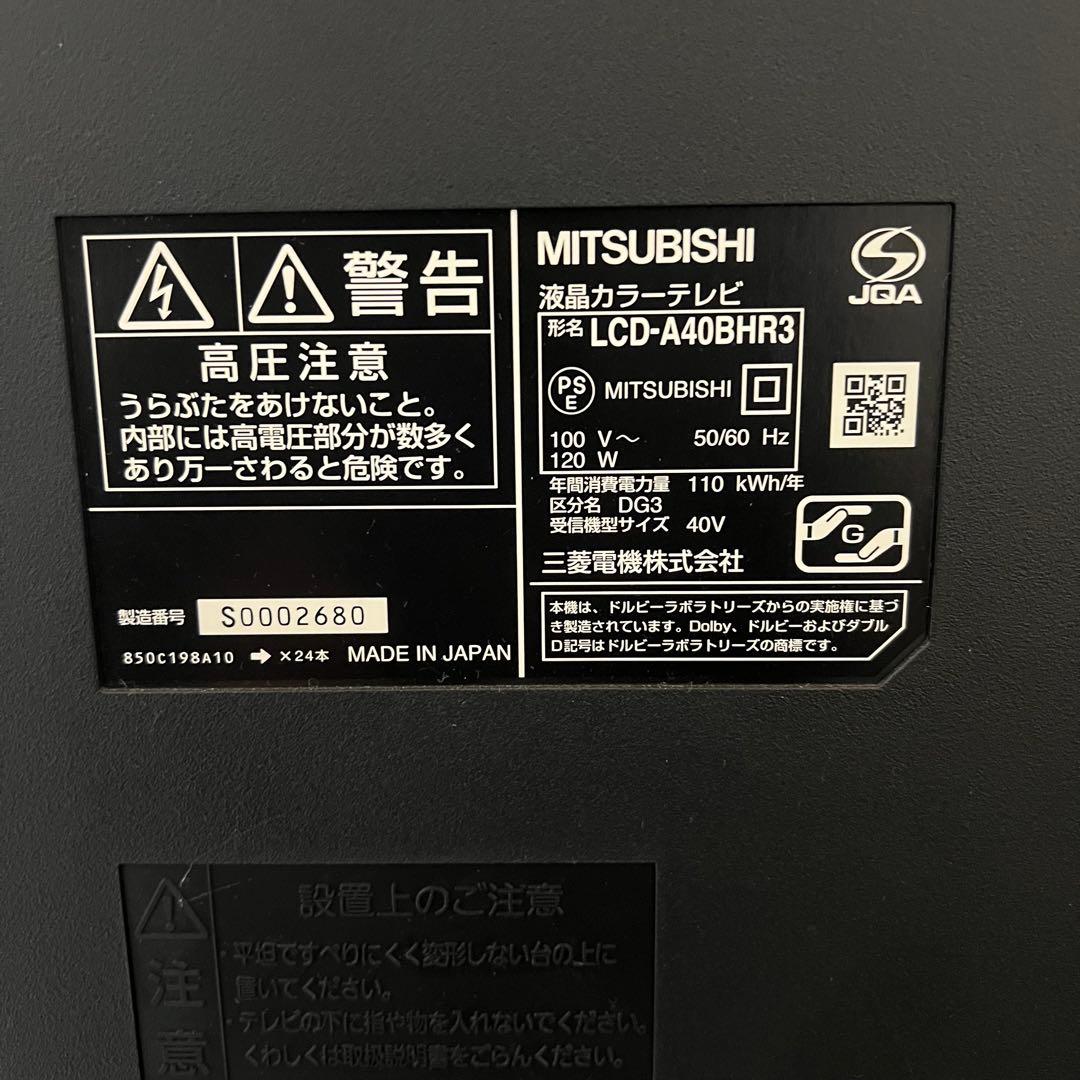 警告
高圧注意
うらぶたをあけないこと。
内部には高電圧部分が数多く
あり万一さわると危険です。
製造番号 S0002680
850C198A10 ➡ ×24本 MADE IN JAPAN
MITSUBISHI
JQA
液晶カラーテレビ
形名 LCD-A40BHR3
PS
E
MITSUBISHI
100 V～ 50/60 Hz
120 W
年間消費電力量 110 kWh/年
区分名 DG3
受信機型サイズ 40V
G
三菱電機株式会社
本機は、ドルビーラボラトリーズからの実施権に基づ
き製造されています。Dolby、ドルビーおよびダブル
D記号はドルビーラボラトリーズの商標です。
注意
設置上のご注意
・平坦ですべりにくく変形しない台の上に
置いてください。
・テレビの下に指や物を入れないでください。
くわしくは取扱説明書をごらんください。